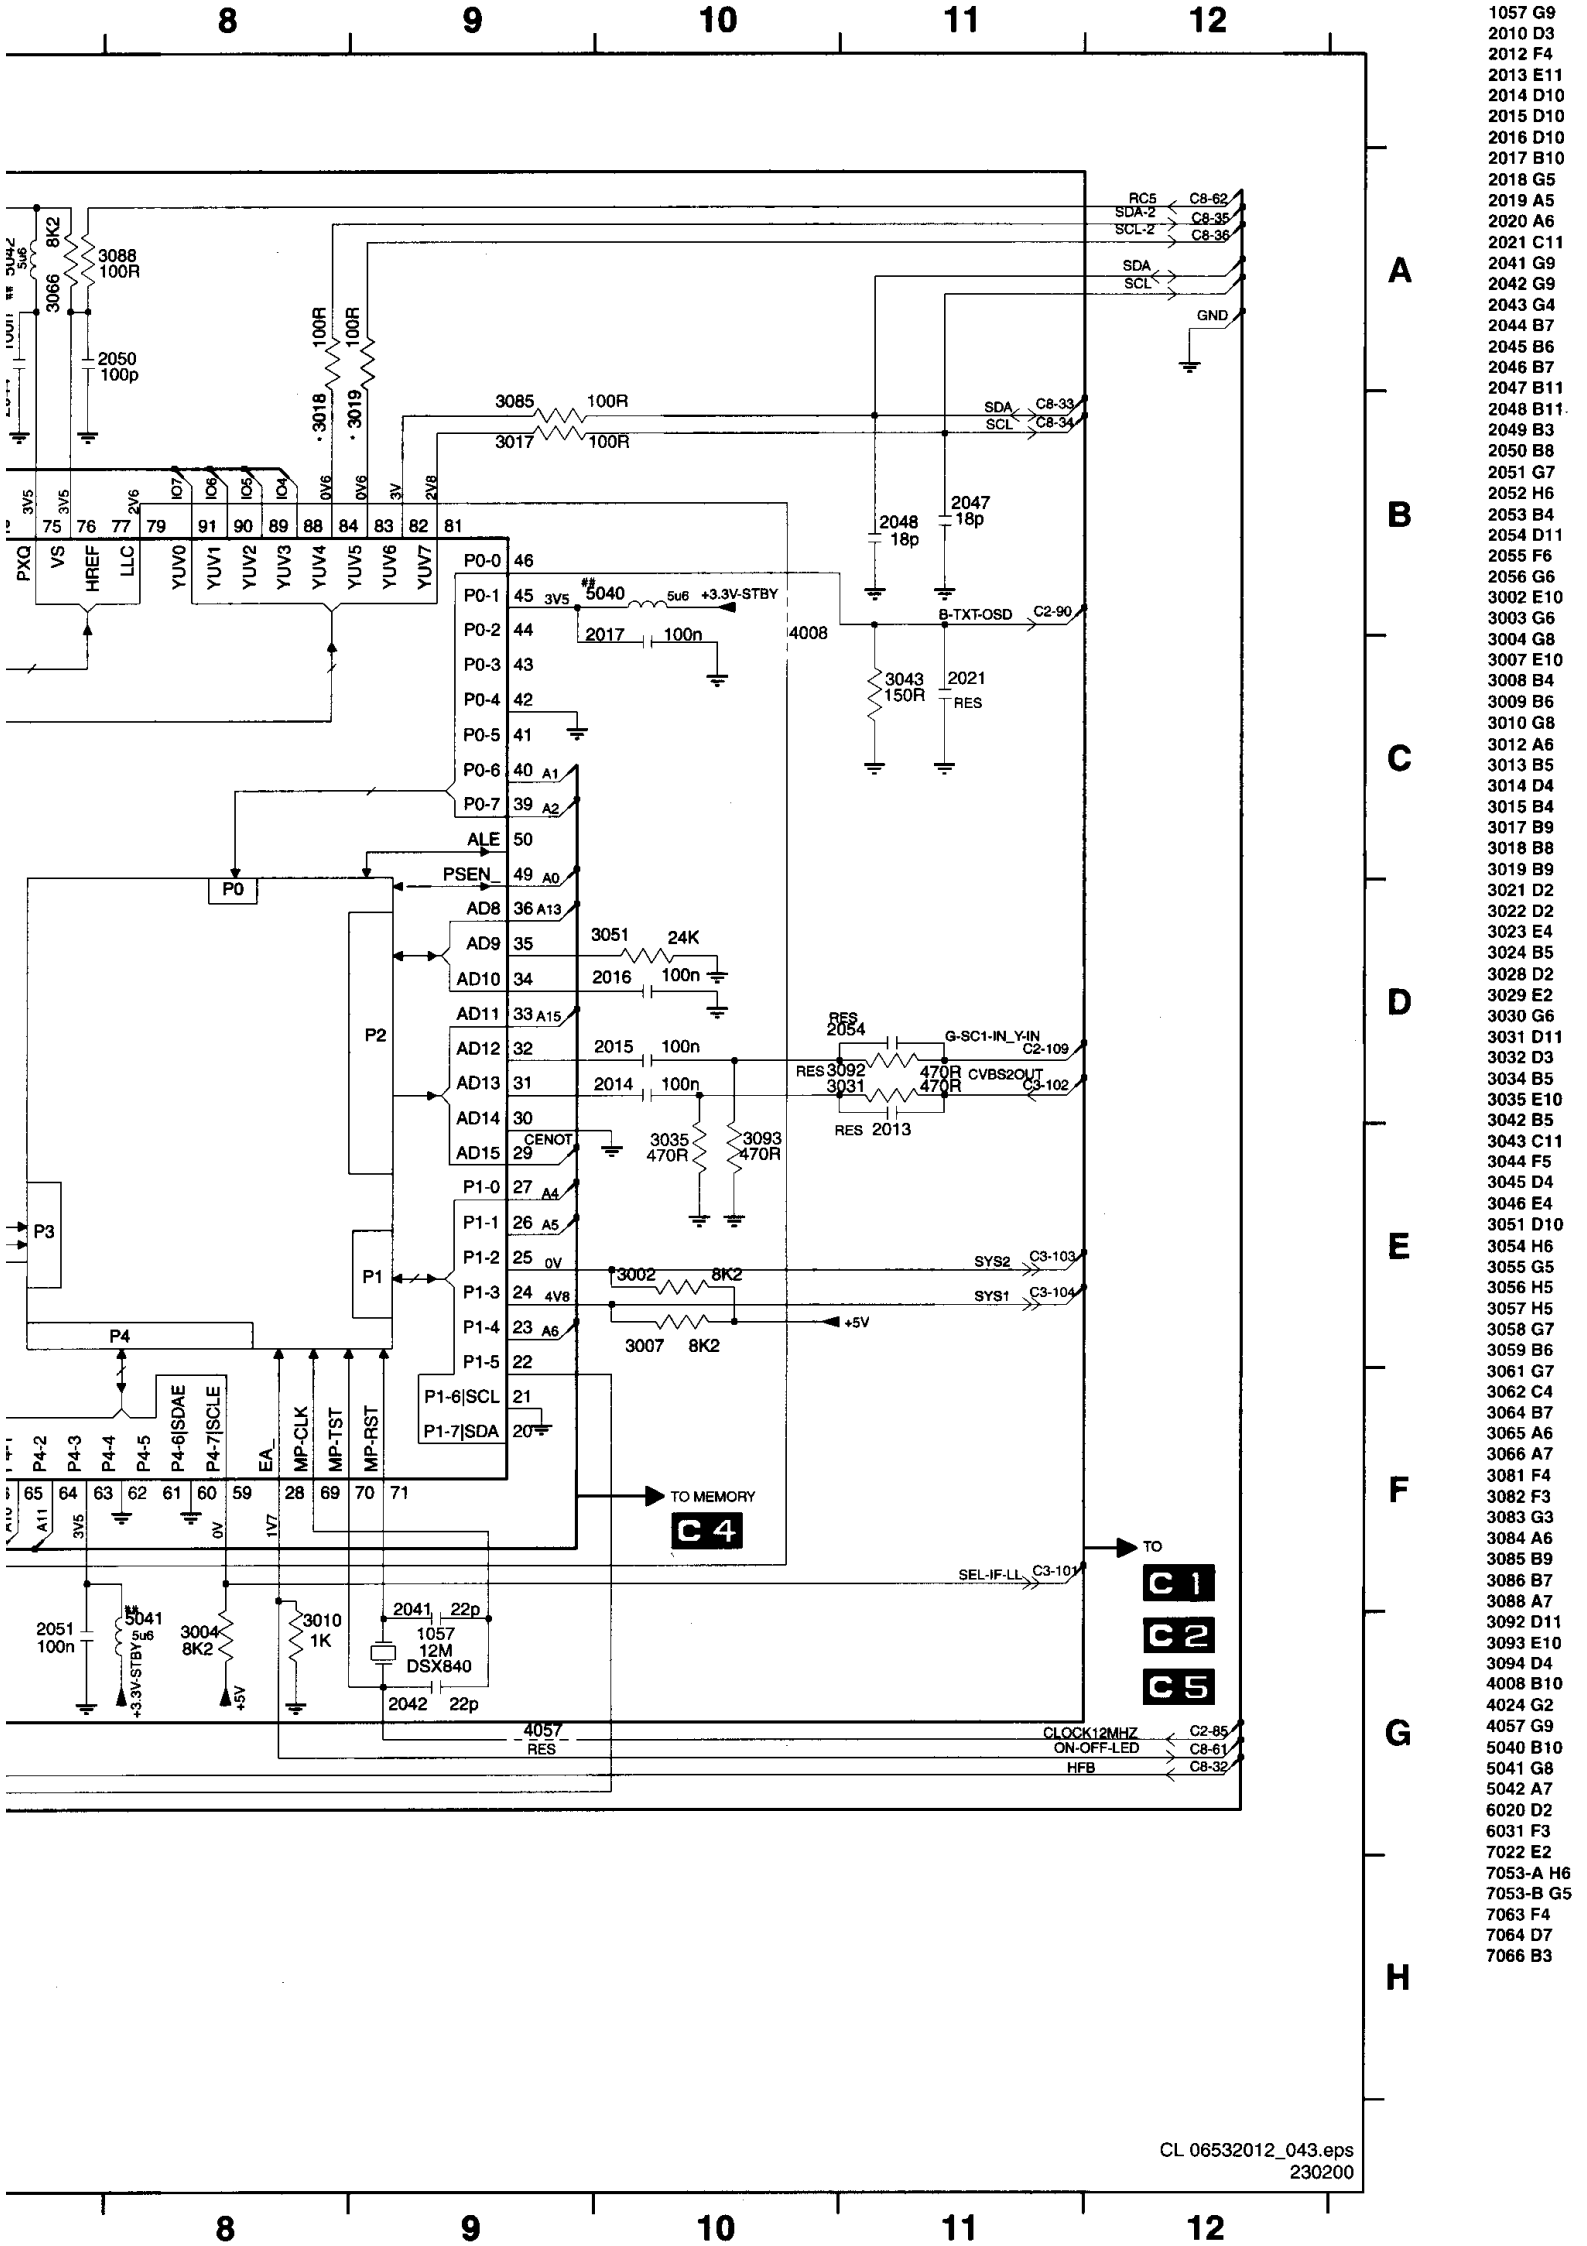 8 9 10 11 12
RC5 C8-62
SDA-2 C8-35
SCL-2 C8-36
SDA
SCL
GND
A
5042
5u6
8K2
3066
3088
100R
100n
2050
100p
100R 100R
* 3018 * 3019
3085 100R
3017 100R
SDA C8-33
SCL C8-34
3V5 3V5 2V6 IO7 IO6 IO5 IO4 0V6 0V6 3V 2V8
75 76 77 79 91 90 89 88 84 83 82 81
PXQ VS HREF LLC YUV0 YUV1 YUV2 YUV3 YUV4 YUV5 YUV6 YUV7
2047
18p
2048
18p
B
P0-0 46
P0-1 45 3V5
##
5040 5u6 +3.3V-STBY
P0-2 44
2017 100n
4008
B-TXT-OSD C2-90
P0-3 43
P0-4 42
P0-5 41
P0-6 40 A1
P0-7 39 A2
3043
150R
2021
RES
C
ALE 50
PSEN_ 49 A0
P0
AD8 36 A13
AD9 35
3051 24K
AD10 34
2016 100n
AD11 33 A15
AD12 32
2015 100n
AD13 31
2014 100n
AD14 30
CENOT
AD15 29
P2
RES
2054
G-SC1-IN_Y-IN
C2-109
RES 3092 470R
3031 470R
CVBS2OUT
C3-102
RES 2013
D
3035
470R
3093
470R
P1-0 27 A4
P1-1 26 A5
P1-2 25 0V
P1-3 24 4V8
P1-4 23 A6
P1-5 22
P1-6|SCL 21
P1-7|SDA 20
P3
P1
P4
SYS2 C3-103
3002 8K2
SYS1 C3-104
+5V
3007 8K2
E
P4-2 P4-3 P4-4 P4-5 P4-6|SDAE P4-7|SCLE EA_ MP-CLK MP-TST MP-RST
65 64 63 62 61 60 59 28 69 70 71
A10 A11 3V5 0V 1V7
TO MEMORY
C 4
F
TO
C 1
C 2
C 5
SEL-IF-LL C3-101
2051
100n
##
5041
5u6
+3.3V-STBY
3004
8K2
+5V
3010
1K
2041 22p
1057
12M
DSX840
2042 22p
4057
RES
CLOCK12MHZ C2-85
ON-OFF-LED C8-61
HFB C8-32
G
H
CL 06532012_043.eps
230200
8 9 10 11 12
1057 G9
2010 D3
2012 F4
2013 E11
2014 D10
2015 D10
2016 D10
2017 B10
2018 G5
2019 A5
2020 A6
2021 C11
2041 G9
2042 G9
2043 G4
2044 B7
2045 B6
2046 B7
2047 B11
2048 B11
2049 B3
2050 B8
2051 G7
2052 H6
2053 B4
2054 D11
2055 F6
2056 G6
3002 E10
3003 G6
3004 G8
3007 E10
3008 B4
3009 B6
3010 G8
3012 A6
3013 B5
3014 D4
3015 B4
3017 B9
3018 B8
3019 B9
3021 D2
3022 D2
3023 E4
3024 B5
3028 D2
3029 E2
3030 G6
3031 D11
3032 D3
3034 B5
3035 E10
3042 B5
3043 C11
3044 F5
3045 D4
3046 E4
3051 D10
3054 H6
3055 G5
3056 H5
3057 H5
3058 G7
3059 B6
3061 G7
3062 C4
3064 B7
3065 A6
3066 A7
3081 F4
3082 F3
3083 G3
3084 A6
3085 B9
3086 B7
3088 A7
3092 D11
3093 E10
3094 D4
4008 B10
4024 G2
4057 G9
5040 B10
5041 G8
5042 A7
6020 D2
6031 F3
7022 E2
7053-A H6
7053-B G5
7063 F4
7064 D7
7066 B3